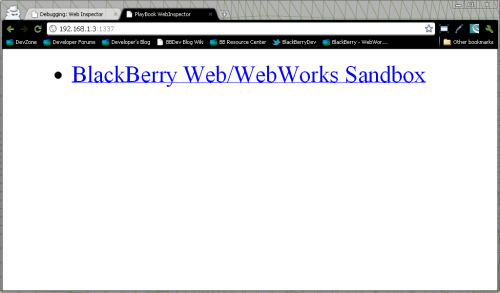 Debugging: Web Inspector
PlayBook WebInspector
192.168.1.3:1337
DevZone Developer Forums Developer's Blog BBDev Blog Wiki BB Resource Center BlackBerryDev BlackBerry - WebWor... Other bookmarks
• BlackBerry Web/WebWorks Sandbox